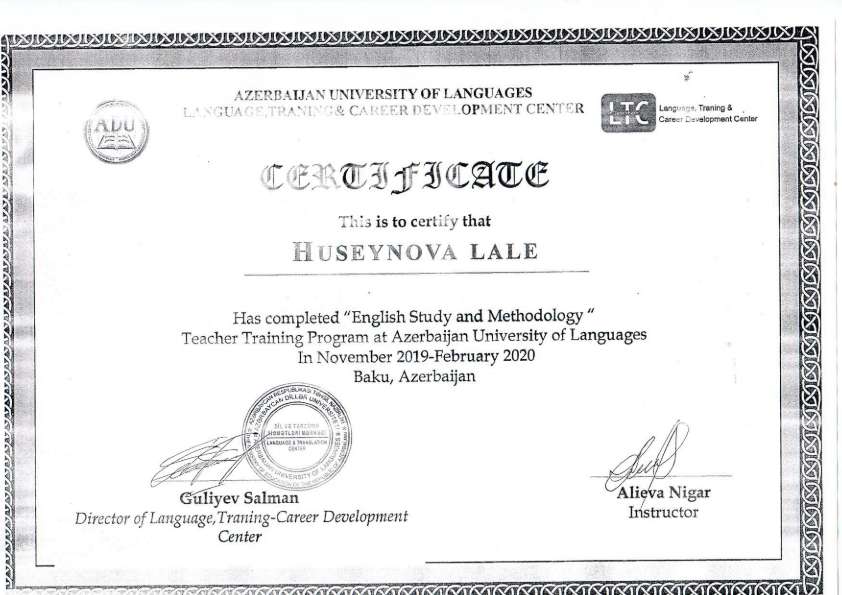 AZERBAIJAN UNIVERSITY OF LANGUAGES
LANGUAGE,TRANING & CAREER DEVELOPMENT CENTER
ADU
LTC
Language, Traning &
Career Development Center
CERTIFICATE
This is to certify that
HUSEYNOVA LALE
Has completed "English Study and Methodology "
Teacher Training Program at Azerbaijan University of Languages
In November 2019-February 2020
Baku, Azerbaijan
LANGUAGE & TRANSLATION
CENTER
Guliyev Salman
Director of Language,Traning-Career Development
Center
Alieva Nigar
Instructor